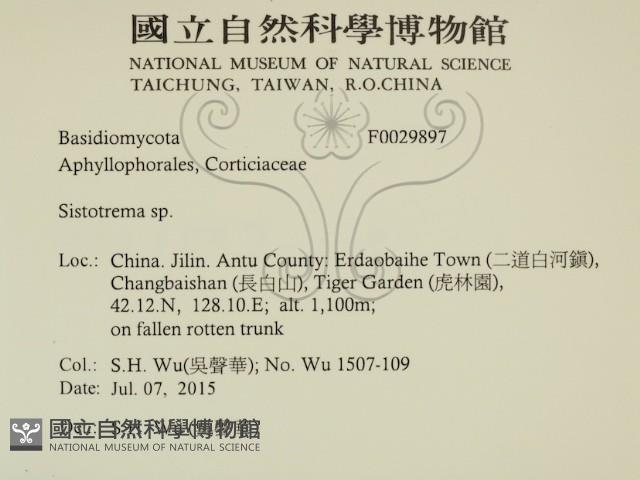 國立自然科學博物館
NATIONAL MUSEUM OF NATURAL SCIENCE
TAICHUNG, TAIWAN, R.O.CHINA
Basidiomycota F0029897
Aphyllophorales, Corticiaceae
Sistotrema sp.
Loc.: China. Jilin. Antu County: Erdaobaihe Town (二道白河鎭),
Changbaishan (長白山), Tiger Garden (虎林園),
42.12.N, 128.10.E; alt. 1,100m;
on fallen rotten trunk
Col.: S.H. Wu(吳聲華); No. Wu 1507-109
Date: Jul. 07, 2015
國立自然科學博物館
NATIONAL MUSEUM OF NATURAL SCIENCE